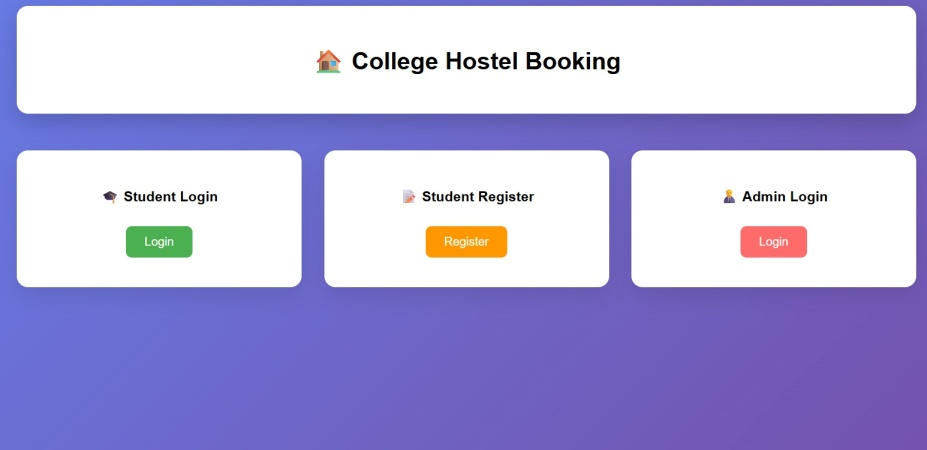 🏠 College Hostel Booking
🎓 Student Login
📝 Student Register
👨‍💼 Admin Login
Login
Register
Login